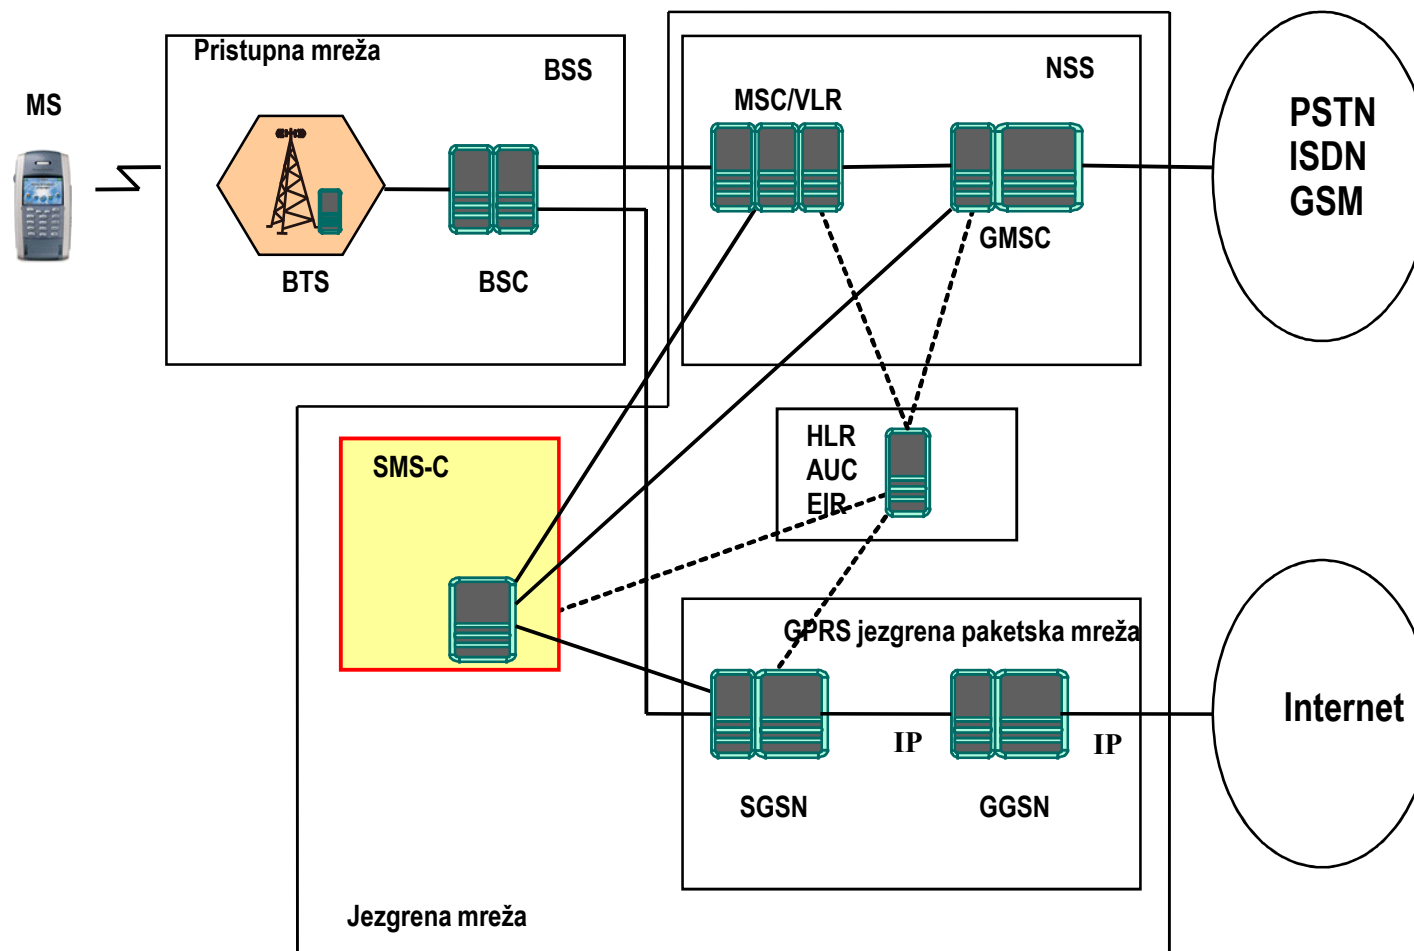 Pristupna mreža
BSS
NSS
MS
MSC/VLR
PSTN
ISDN
GSM
GMSC
BTS
BSC
HLR
AUC
EIR
SMS-C
GPRS jezgrena paketska mreža
Internet
IP
IP
SGSN
GGSN
Jezgrena mreža